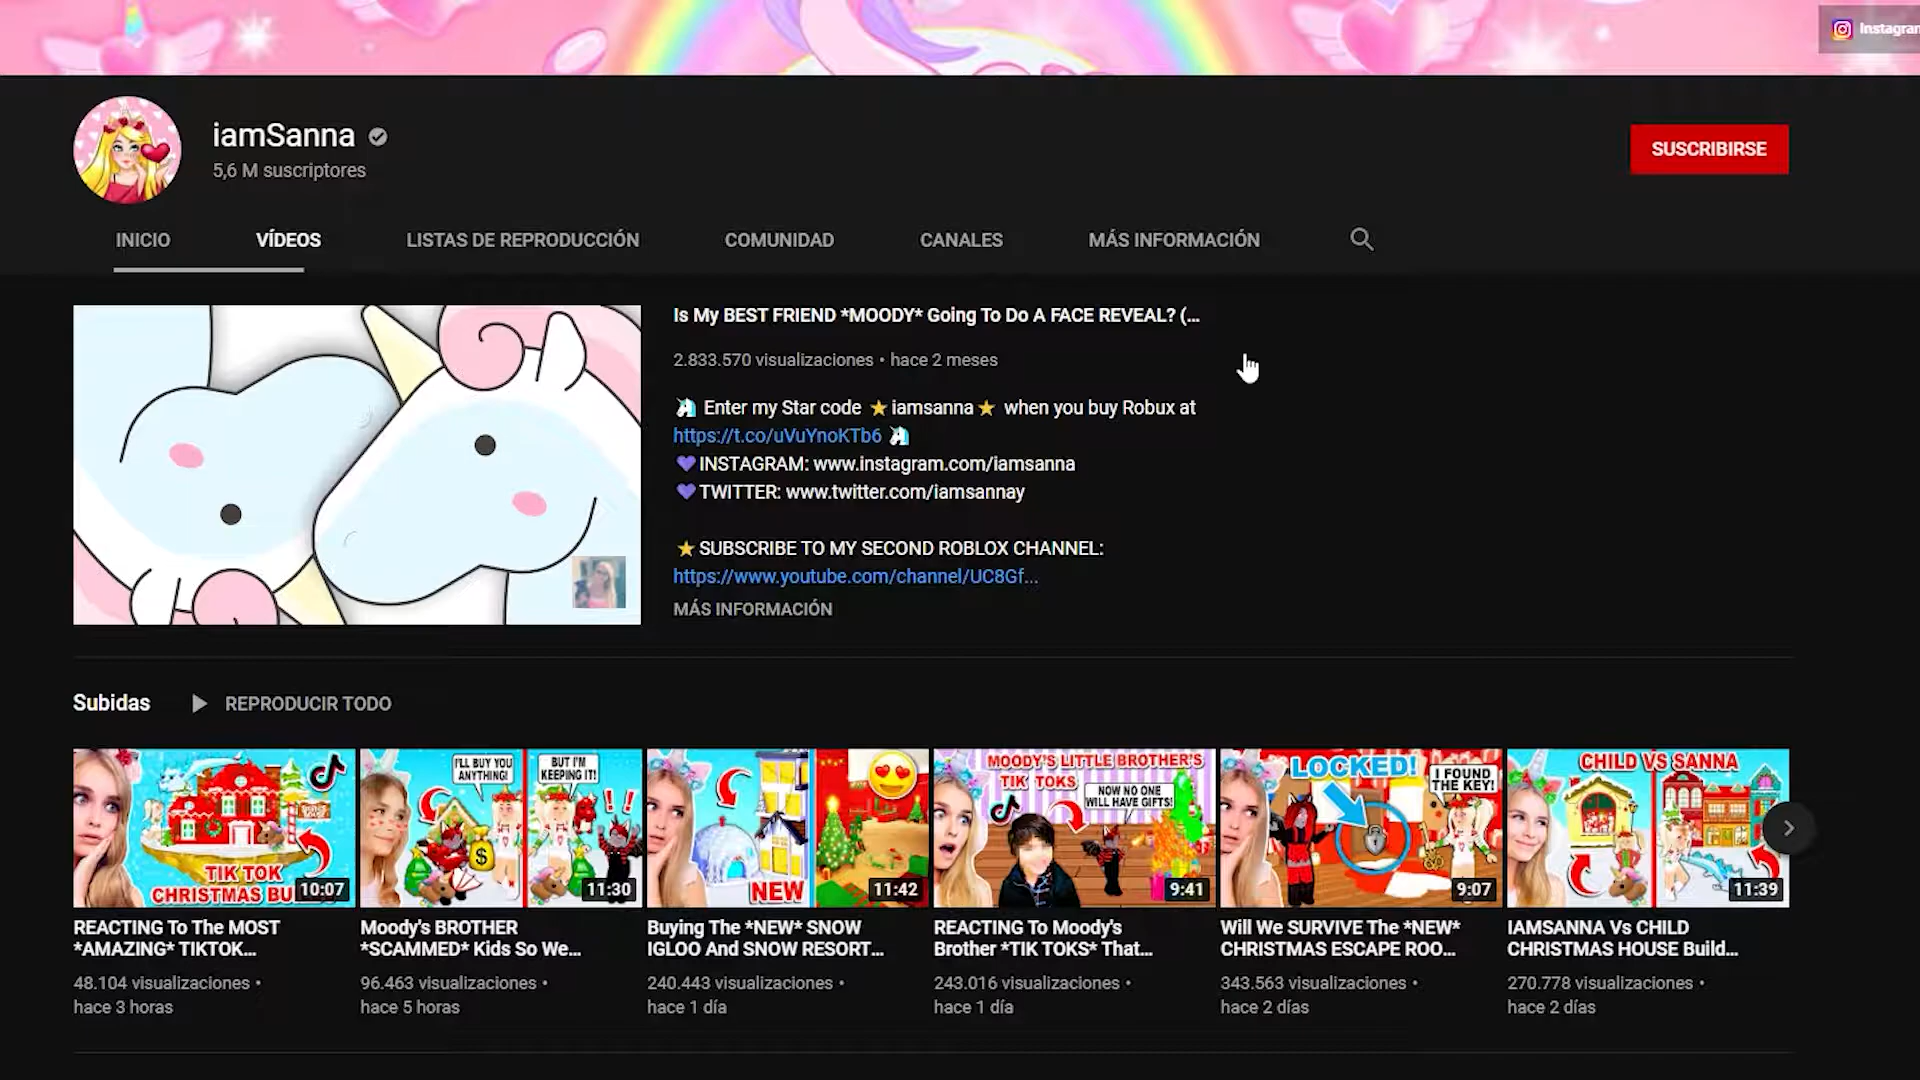 Instagram
iamSanna
5,6 M suscriptores
SUSCRIBIRSE
INICIO
VÍDEOS
LISTAS DE REPRODUCCIÓN
COMUNIDAD
CANALES
MÁS INFORMACIÓN
Is My BEST FRIEND *MOODY* Going To Do A FACE REVEAL? (...
2.833.570 visualizaciones • hace 2 meses
Enter my Star code ⭐iamsanna⭐ when you buy Robux at
https://t.co/uVuYnoKTb6
💜INSTAGRAM: www.instagram.com/iamsanna
💜TWITTER: www.twitter.com/iamsannay
⭐SUBSCRIBE TO MY SECOND ROBLOX CHANNEL:
https://www.youtube.com/channel/UC8Gf...
MÁS INFORMACIÓN
Subidas
REPRODUCIR TODO
TIK TOK
CHRISTMAS BU
10:07
REACTING To The MOST
*AMAZING* TIKTOK...
48.104 visualizaciones •
hace 3 horas
I'LL BUY YOU
ANYTHING!
BUT I'M
KEEPING IT!
!!
$
11:30
Moody's BROTHER
*SCAMMED* Kids So We...
96.463 visualizaciones •
hace 5 horas
NEW
11:42
Buying The *NEW* SNOW
IGLOO And SNOW RESORT...
240.443 visualizaciones •
hace 1 día
MOODY'S LITTLE BROTHER'S
TIK TOKS
NOW NO ONE
WILL HAVE GIFTS!
9:41
REACTING To Moody's
Brother *TIK TOKS* That...
243.016 visualizaciones •
hace 1 día
LOCKED!
I FOUND
THE KEY!
9:07
Will We SURVIVE The *NEW*
CHRISTMAS ESCAPE ROO...
343.563 visualizaciones •
hace 2 días
CHILD VS SANNA
11:39
IAMSANNA Vs CHILD
CHRISTMAS HOUSE Build...
270.778 visualizaciones •
hace 2 días